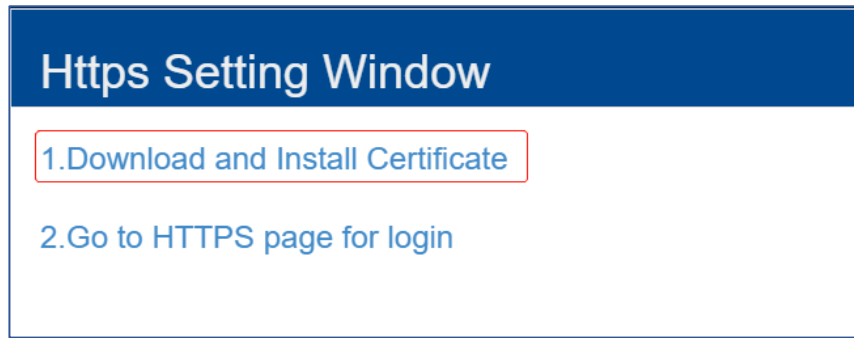 Https Setting Window
1.Download and Install Certificate
2.Go to HTTPS page for login